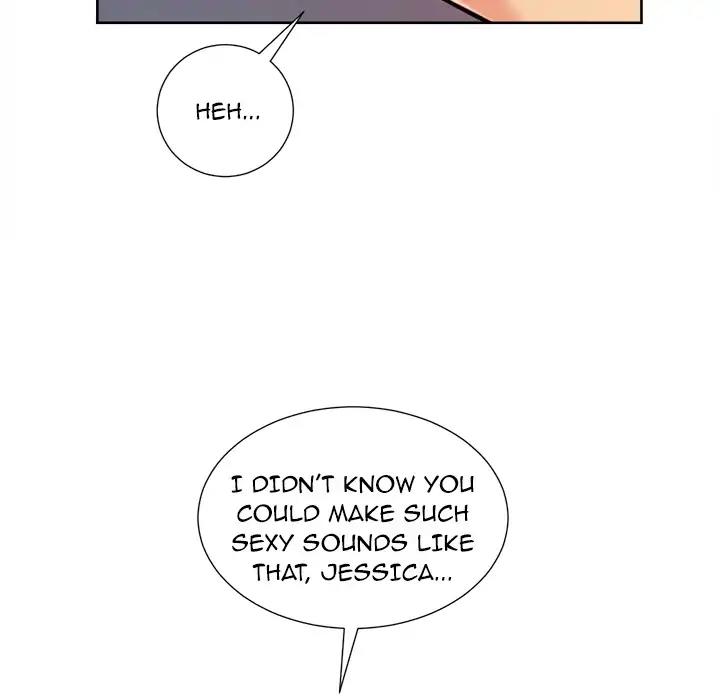 HEH...
I DIDN'T KNOW YOU
COULD MAKE SUCH
SEXY SOUNDS LIKE
THAT, JESSICA...